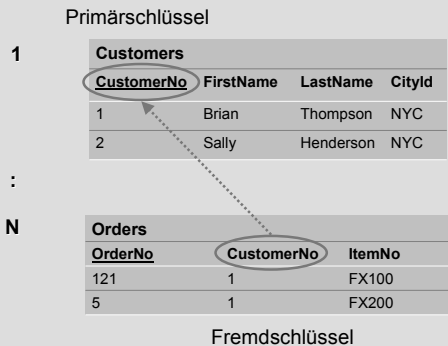 Primärschlüssel
1
Customers
CustomerNo FirstName LastName CityId
1 Brian Thompson NYC
2 Sally Henderson NYC
:
N
Orders
OrderNo CustomerNo ItemNo
121 1 FX100
5 1 FX200
Fremdschlüssel